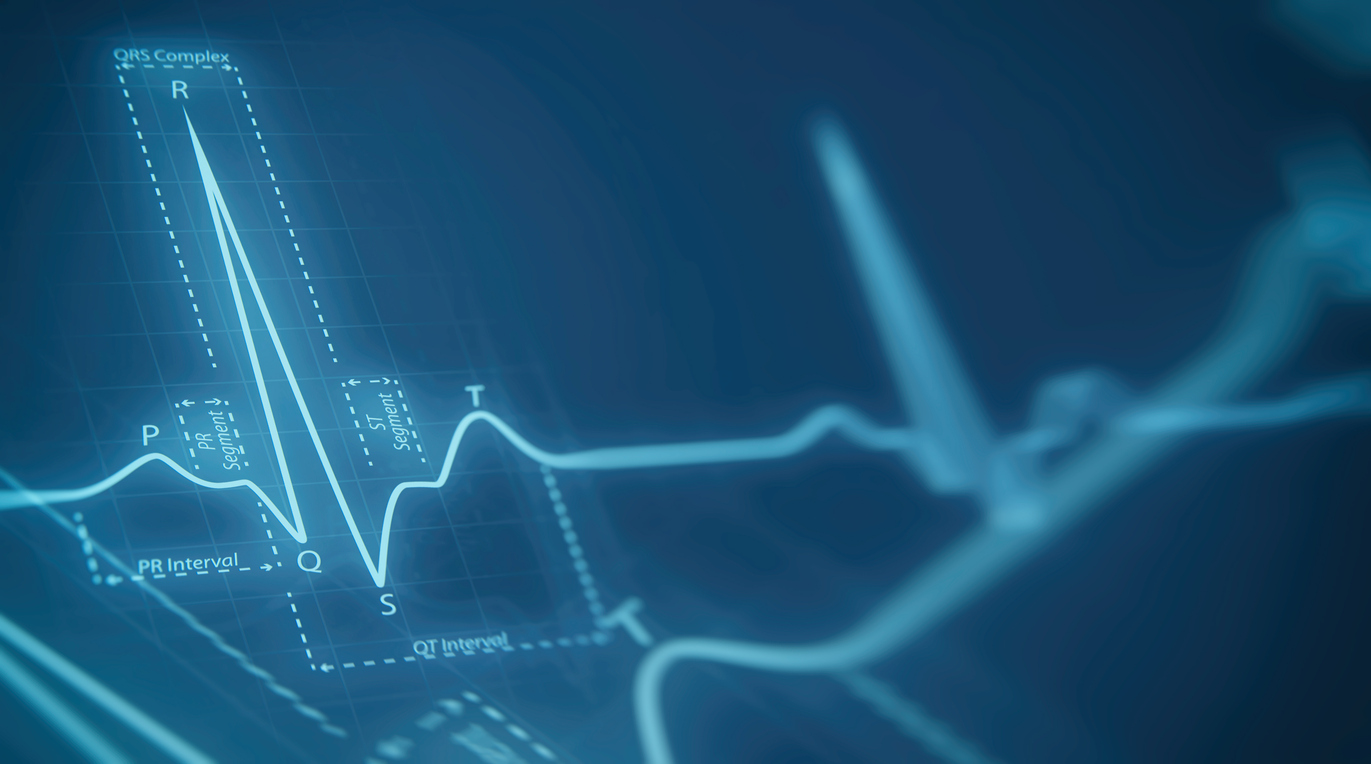 QRS Complex
R
P
PR
Segment
ST
Segment
T
PR Interval
Q
S
QT Interval
T